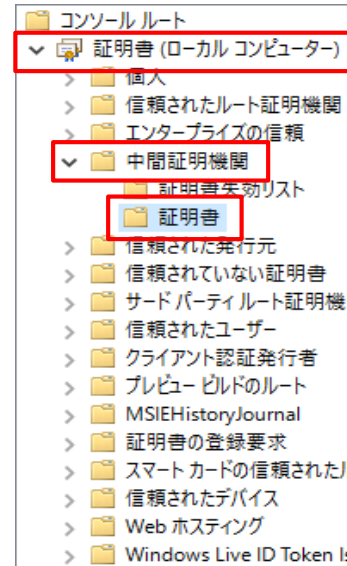 コンソール ルート
証明書 (ローカル コンピューター)
個人
信頼されたルート証明機関
エンタープライズの信頼
中間証明機関
証明書失効リスト
証明書
信頼された発行元
信頼されていない証明書
サード パーティ ルート証明機
信頼されたユーザー
クライアント認証発行者
プレビュー ビルドのルート
MSIEHistoryJournal
証明書の登録要求
スマート カードの信頼された
信頼されたデバイス
Web ホスティング
Windows Live ID Token